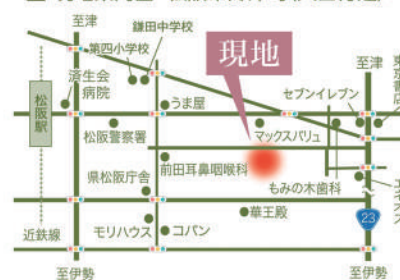 至津
鎌田中学校
第四小学校
現地
至津
済生会
病院
うま屋
セブンイレブン
東京書店
松阪駅
松阪警察署
マックスバリュ
前田耳鼻咽喉科
県松阪庁舎
もみの木歯科
華王殿
23
近鉄線
モリハウス
コパン
至伊勢
至伊勢